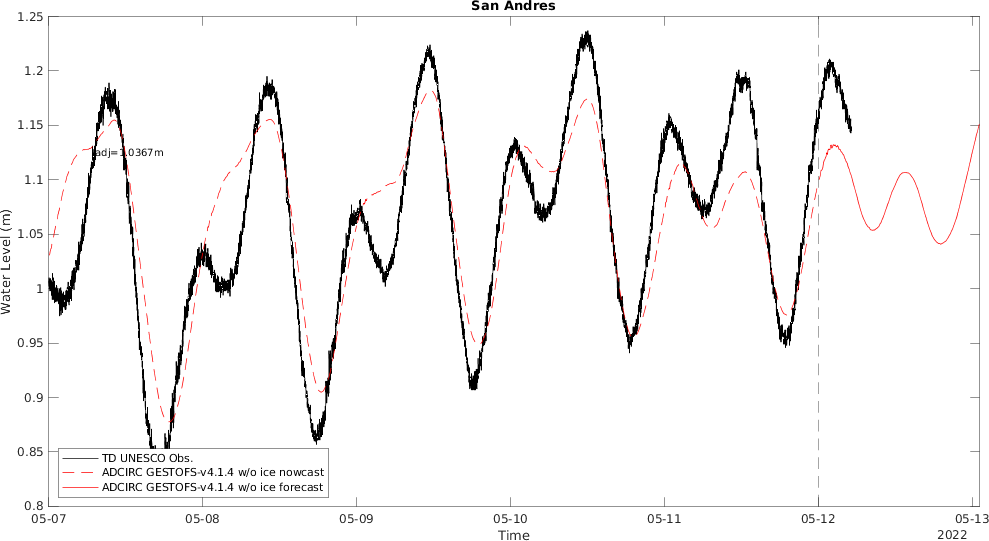 San Andres
1.25
1.2
1.15
1.1
1.05
1
0.95
0.9
0.85
0.8
Water Level (m)
adj=1.0367m
TD UNESCO Obs.
ADCIRC GESTOFS-v4.1.4 w/o ice nowcast
ADCIRC GESTOFS-v4.1.4 w/o ice forecast
05-07 05-08 05-09 05-10 05-11 05-12 05-13
Time
2022